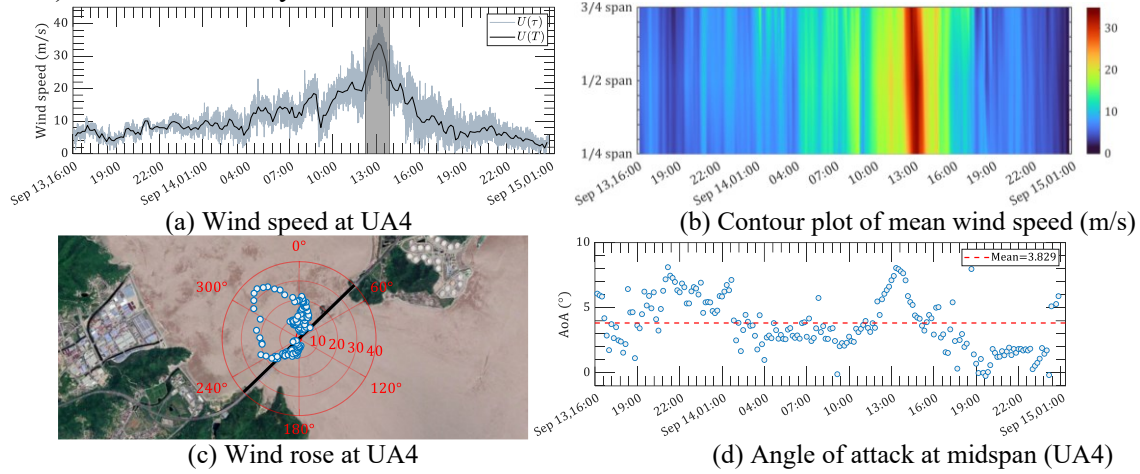 40
30
20
10
0
Wind speed (m/s)
U(τ)
U(T)
Sep 13,16:00
19:00
22:00
Sep 14,01:00
04:00
07:00
10:00
13:00
16:00
19:00
22:00
Sep 15,01:00
(a) Wind speed at UA4
3/4 span
1/2 span
1/4 span
30
20
10
0
Sep 13,16:00
19:00
22:00
Sep 14,01:00
04:00
07:00
10:00
13:00
16:00
19:00
22:00
Sep 15,01:00
(b) Contour plot of mean wind speed (m/s)
0°
300°
60°
10 20 30 40
240°
120°
180°
(c) Wind rose at UA4
10
5
0
AoA (°)
Mean=3.829
Sep 13,16:00
19:00
22:00
Sep 14,01:00
04:00
07:00
10:00
13:00
16:00
19:00
22:00
Sep 15,01:00
(d) Angle of attack at midspan (UA4)